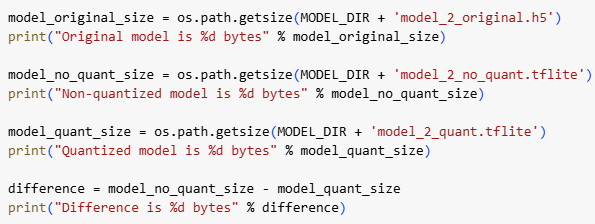 model_original_size = os.path.getsize(MODEL_DIR + 'model_2_original.h5')
print("Original model is %d bytes" % model_original_size)
model_no_quant_size = os.path.getsize(MODEL_DIR + 'model_2_no_quant.tflite')
print("Non-quantized model is %d bytes" % model_no_quant_size)
model_quant_size = os.path.getsize(MODEL_DIR + 'model_2_quant.tflite')
print("Quantized model is %d bytes" % model_quant_size)
difference = model_no_quant_size - model_quant_size
print("Difference is %d bytes" % difference)